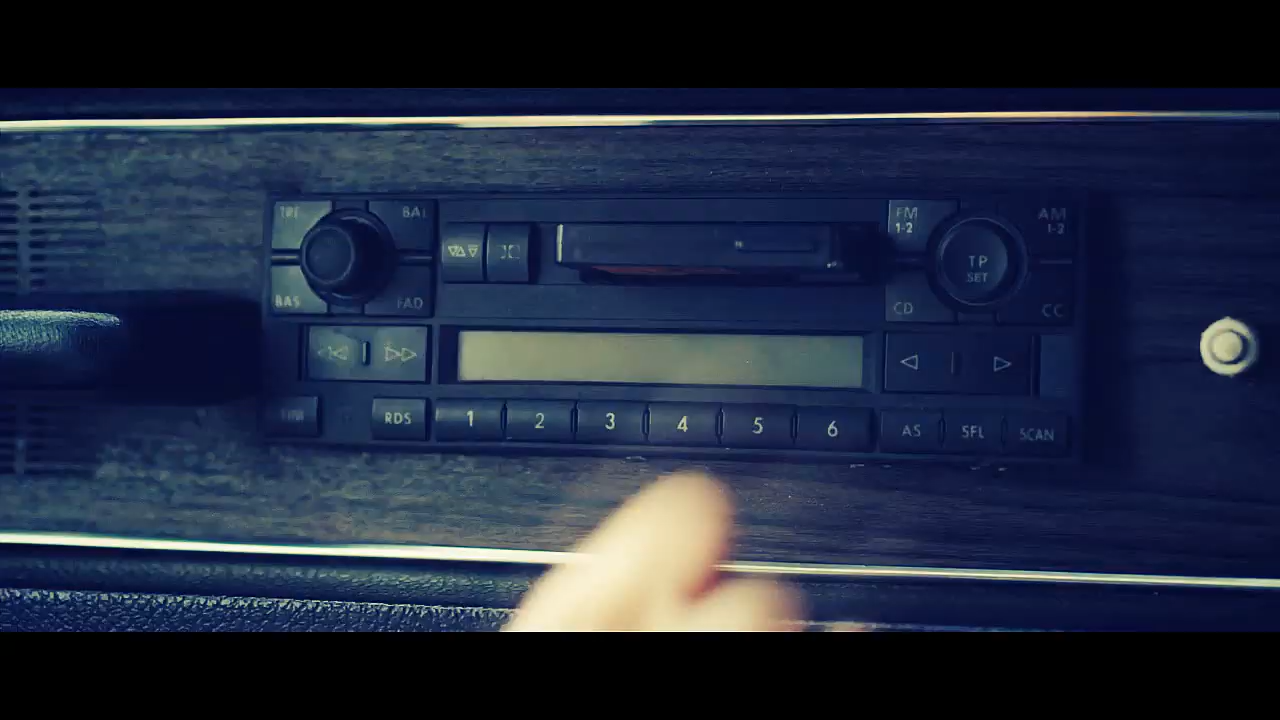 TRE BAL
FM AM
1-2 1-2
TP
SET
BAS FAD
CD CC
RDS 1 2 3 4 5 6 AS SFL SCAN